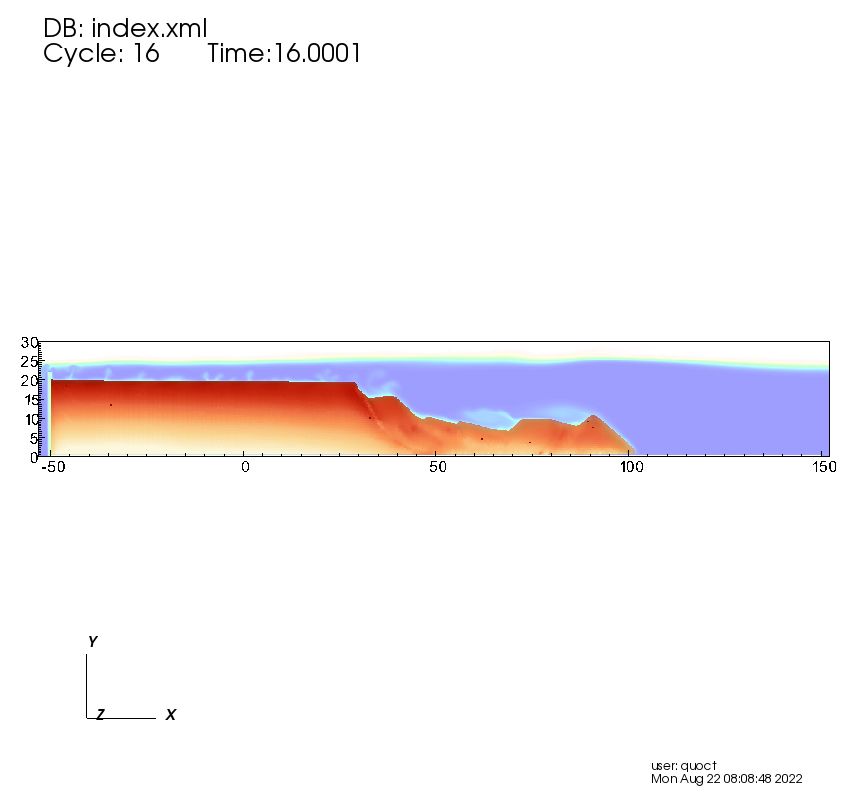 DB: index.xml
Cycle: 16 Time:16.0001
30
25
20
15
10
5
0
-50 0 50 100 150
Y
Z X
user: quoct
Mon Aug 22 08:08:48 2022